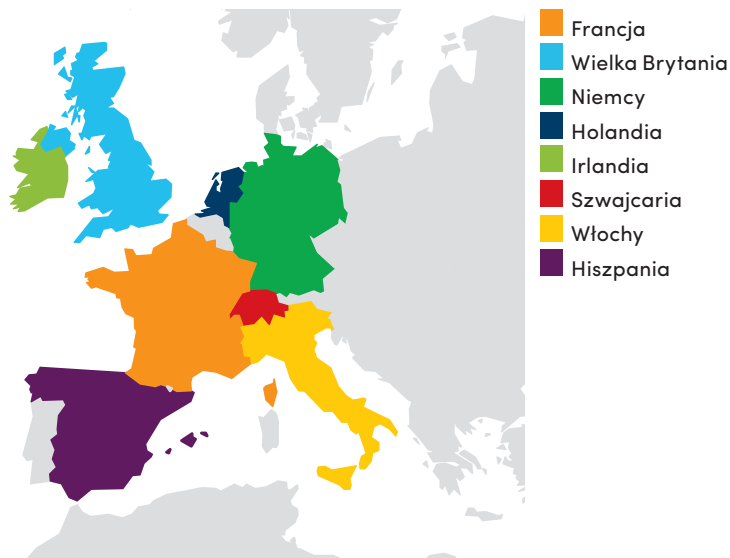 Francja
Wielka Brytania
Niemcy
Holandia
Irlandia
Szwajcaria
Włochy
Hiszpania